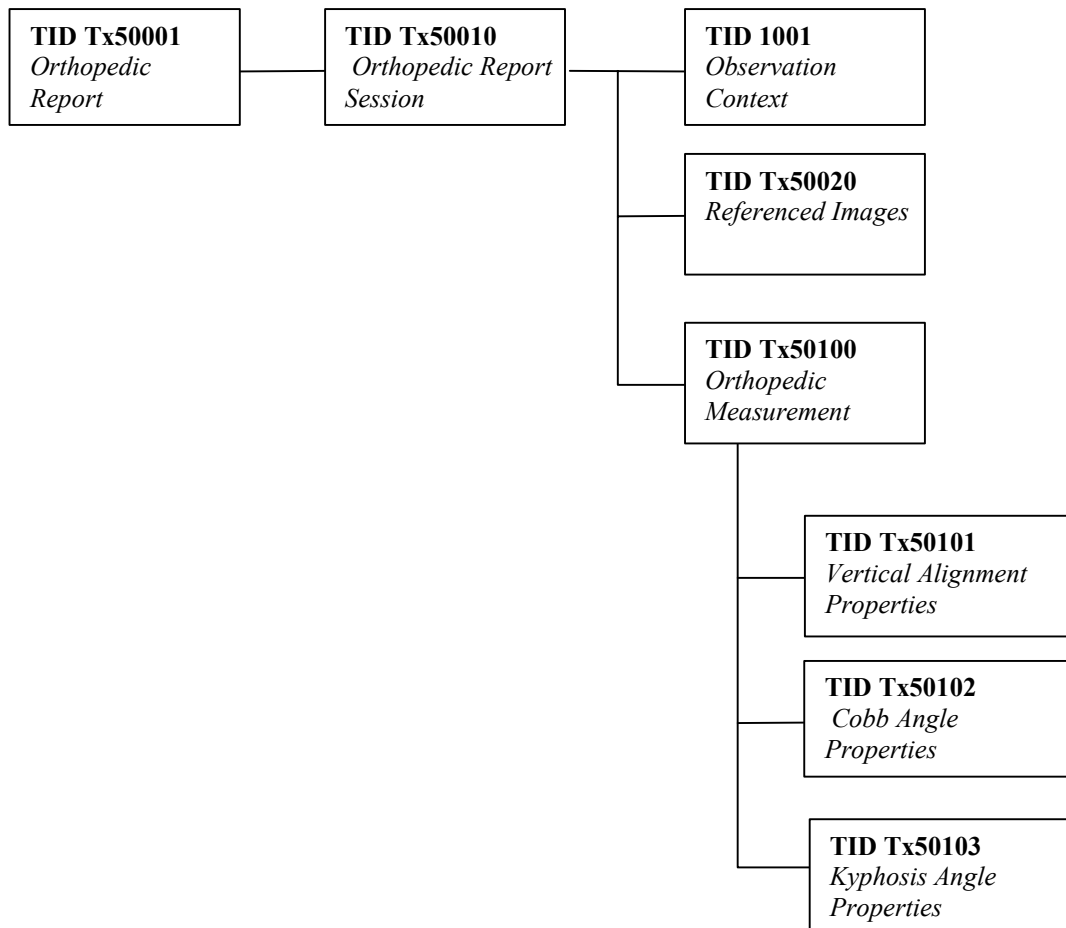 TID Tx50001
Orthopedic
Report
TID Tx50010
Orthopedic Report
Session
TID 1001
Observation
Context
TID Tx50020
Referenced Images
TID Tx50100
Orthopedic
Measurement
TID Tx50101
Vertical Alignment
Properties
TID Tx50102
Cobb Angle
Properties
TID Tx50103
Kyphosis Angle
Properties